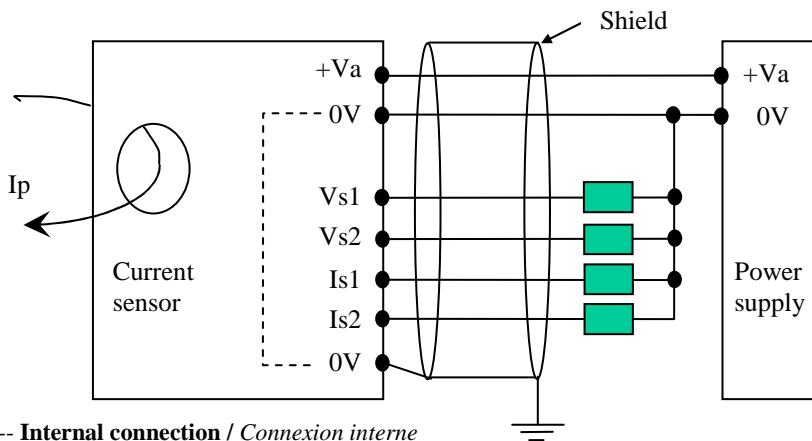 Shield
+Va
+Va
0V
0V
Ip
Vs1
Vs2
Current
sensor
Is1
Power
supply
Is2
0V
-- Internal connection / Connexion interne